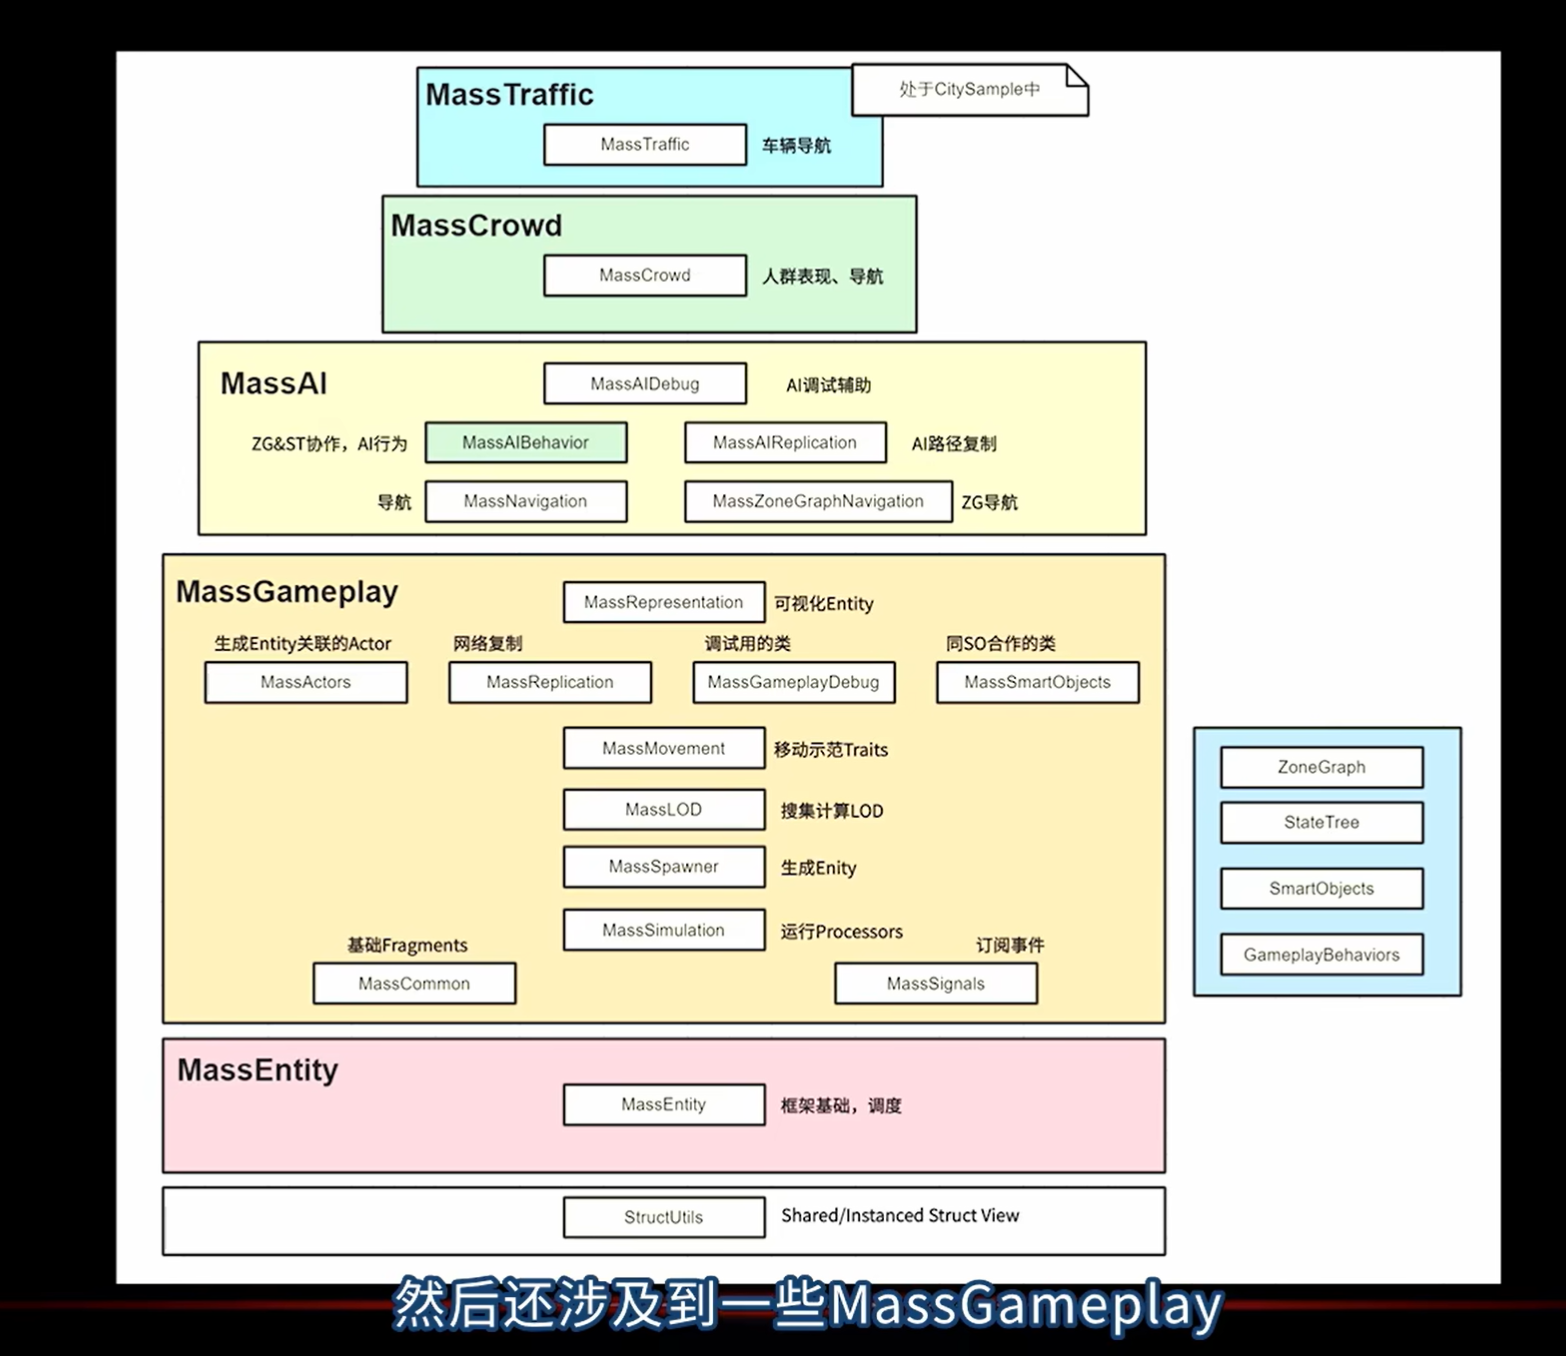 MassTraffic
处于CitySample中
MassTraffic
车辆导航
MassCrowd
MassCrowd
人群表现、导航
MassAI
MassAIDebug
AI调试辅助
ZG&ST协作，AI行为
MassAIBehavior
MassAIReplication
AI路径复制
导航
MassNavigation
MassZoneGraphNavigation
ZG导航
MassGameplay
MassRepresentation
可视化Entity
生成Entity关联的Actor
网络复制
调试用的类
同SO合作的类
MassActors
MassReplication
MassGameplayDebug
MassSmartObjects
MassMovement
移动示范Traits
MassLOD
搜集计算LOD
MassSpawner
生成Enity
MassSimulation
运行Processors
基础Fragments
订阅事件
MassCommon
MassSignals
ZoneGraph
StateTree
SmartObjects
GameplayBehaviors
MassEntity
MassEntity
框架基础，调度
StructUtils
Shared/Instanced Struct View
然后还涉及到一些MassGameplay